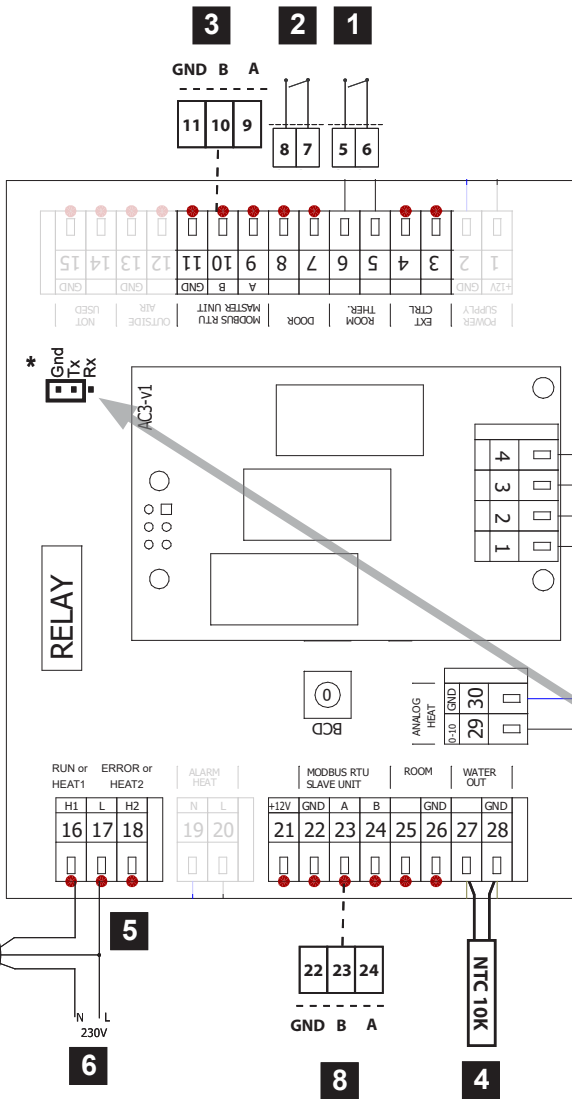 3 2 1
GND B A
11 10 9
8 7
5 6
15 14 13 12 11 10 9 8 7 6 5 4 3 2 1
GND GND GND B A GND +12V
NOT USED
OUTSIDE AIR
MODBUS RTU MASTER UNIT
DOOR
ROOM THER.
EXT CTRL
POWER SUPPLY
*
Gnd
Tx
Rx
AC3-v1
4
3
2
1
RELAY
0
BCD
ANALOG HEAT
GND 30
0-10 29
RUN or HEAT1
ERROR or HEAT2
ALARM HEAT
MODBUS RTU SLAVE UNIT
ROOM
WATER OUT
H1 L H2
16 17 18
N L
19 20
+12V GND A B GND GND
21 22 23 24 25 26 27 28
5
N L
230V
6
22 23 24
GND B A
8
NTC 10K
4